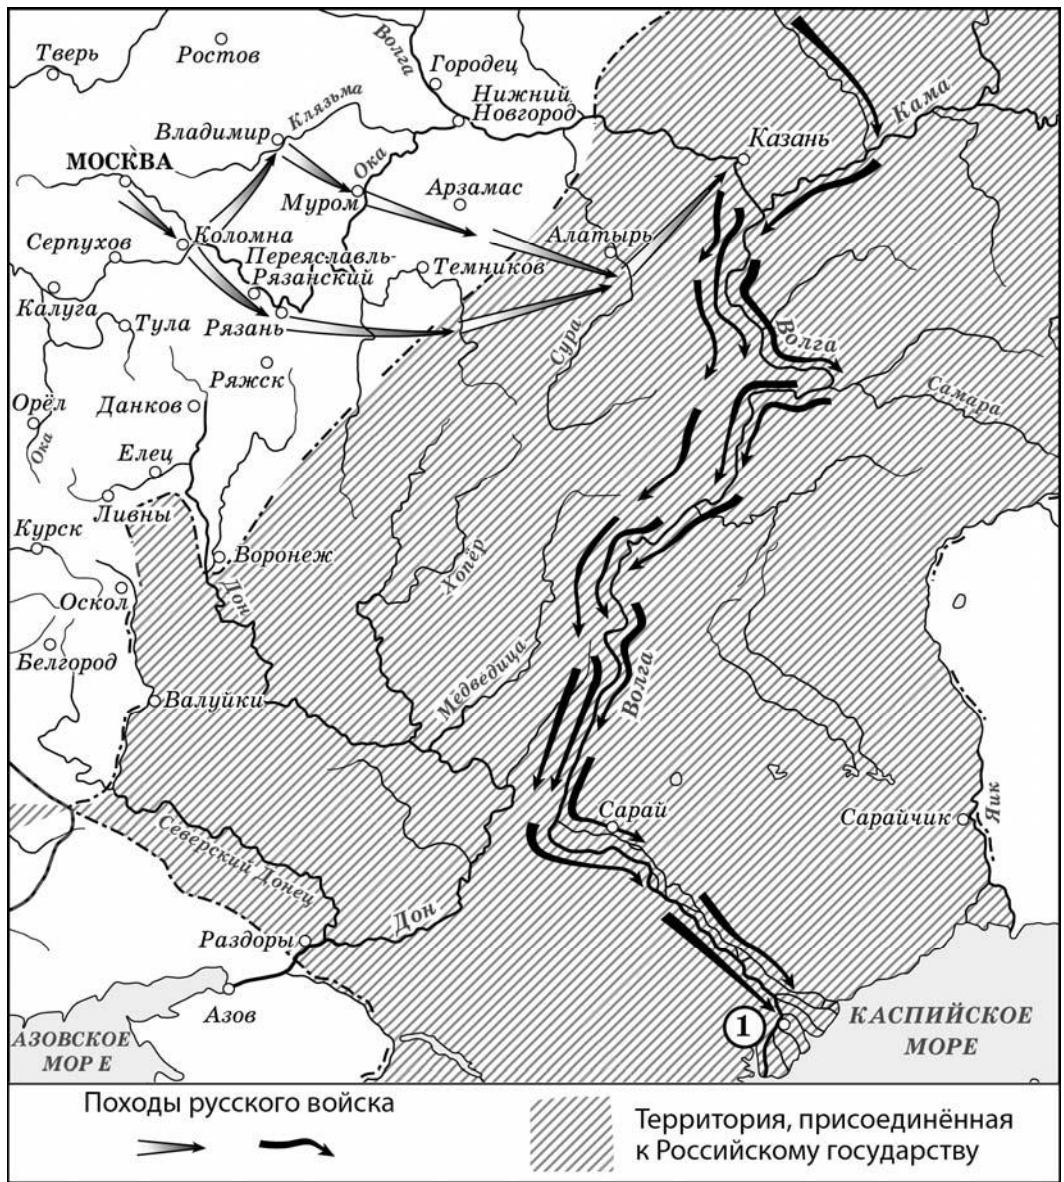 Тверь
Ростов
Волга
Городец
Нижний
Новгород
Кама
Казань
Владимир
Клязьма
МОСКВА
Ока
Муром
Арзамас
Серпухов
Коломна
Алатырь
Переяславль-
Рязанский
Темников
Калуга
Тула
Рязань
Сура
Волга
Ряжск
Самара
Орёл
Данков
Ока
Елец
Ливны
Курск
Воронеж
Хопёр
Оскол
Дон
Белгород
Медведица
Волга
Валуйки
Сарай
Сарайчик
Яик
Северский Донец
Дон
Раздоры
Азов
1
АЗОВСКОЕ
МОРЕ
КАСПИЙСКОЕ
МОРЕ
Походы русского войска
Территория, присоединённая
к Российскому государству